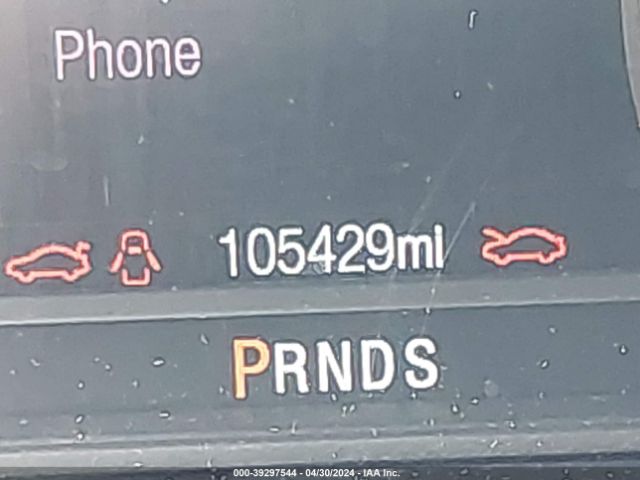 Phone
105429mi
PRNDS
000-39297544 - 04/30/2024 - IAA Inc.